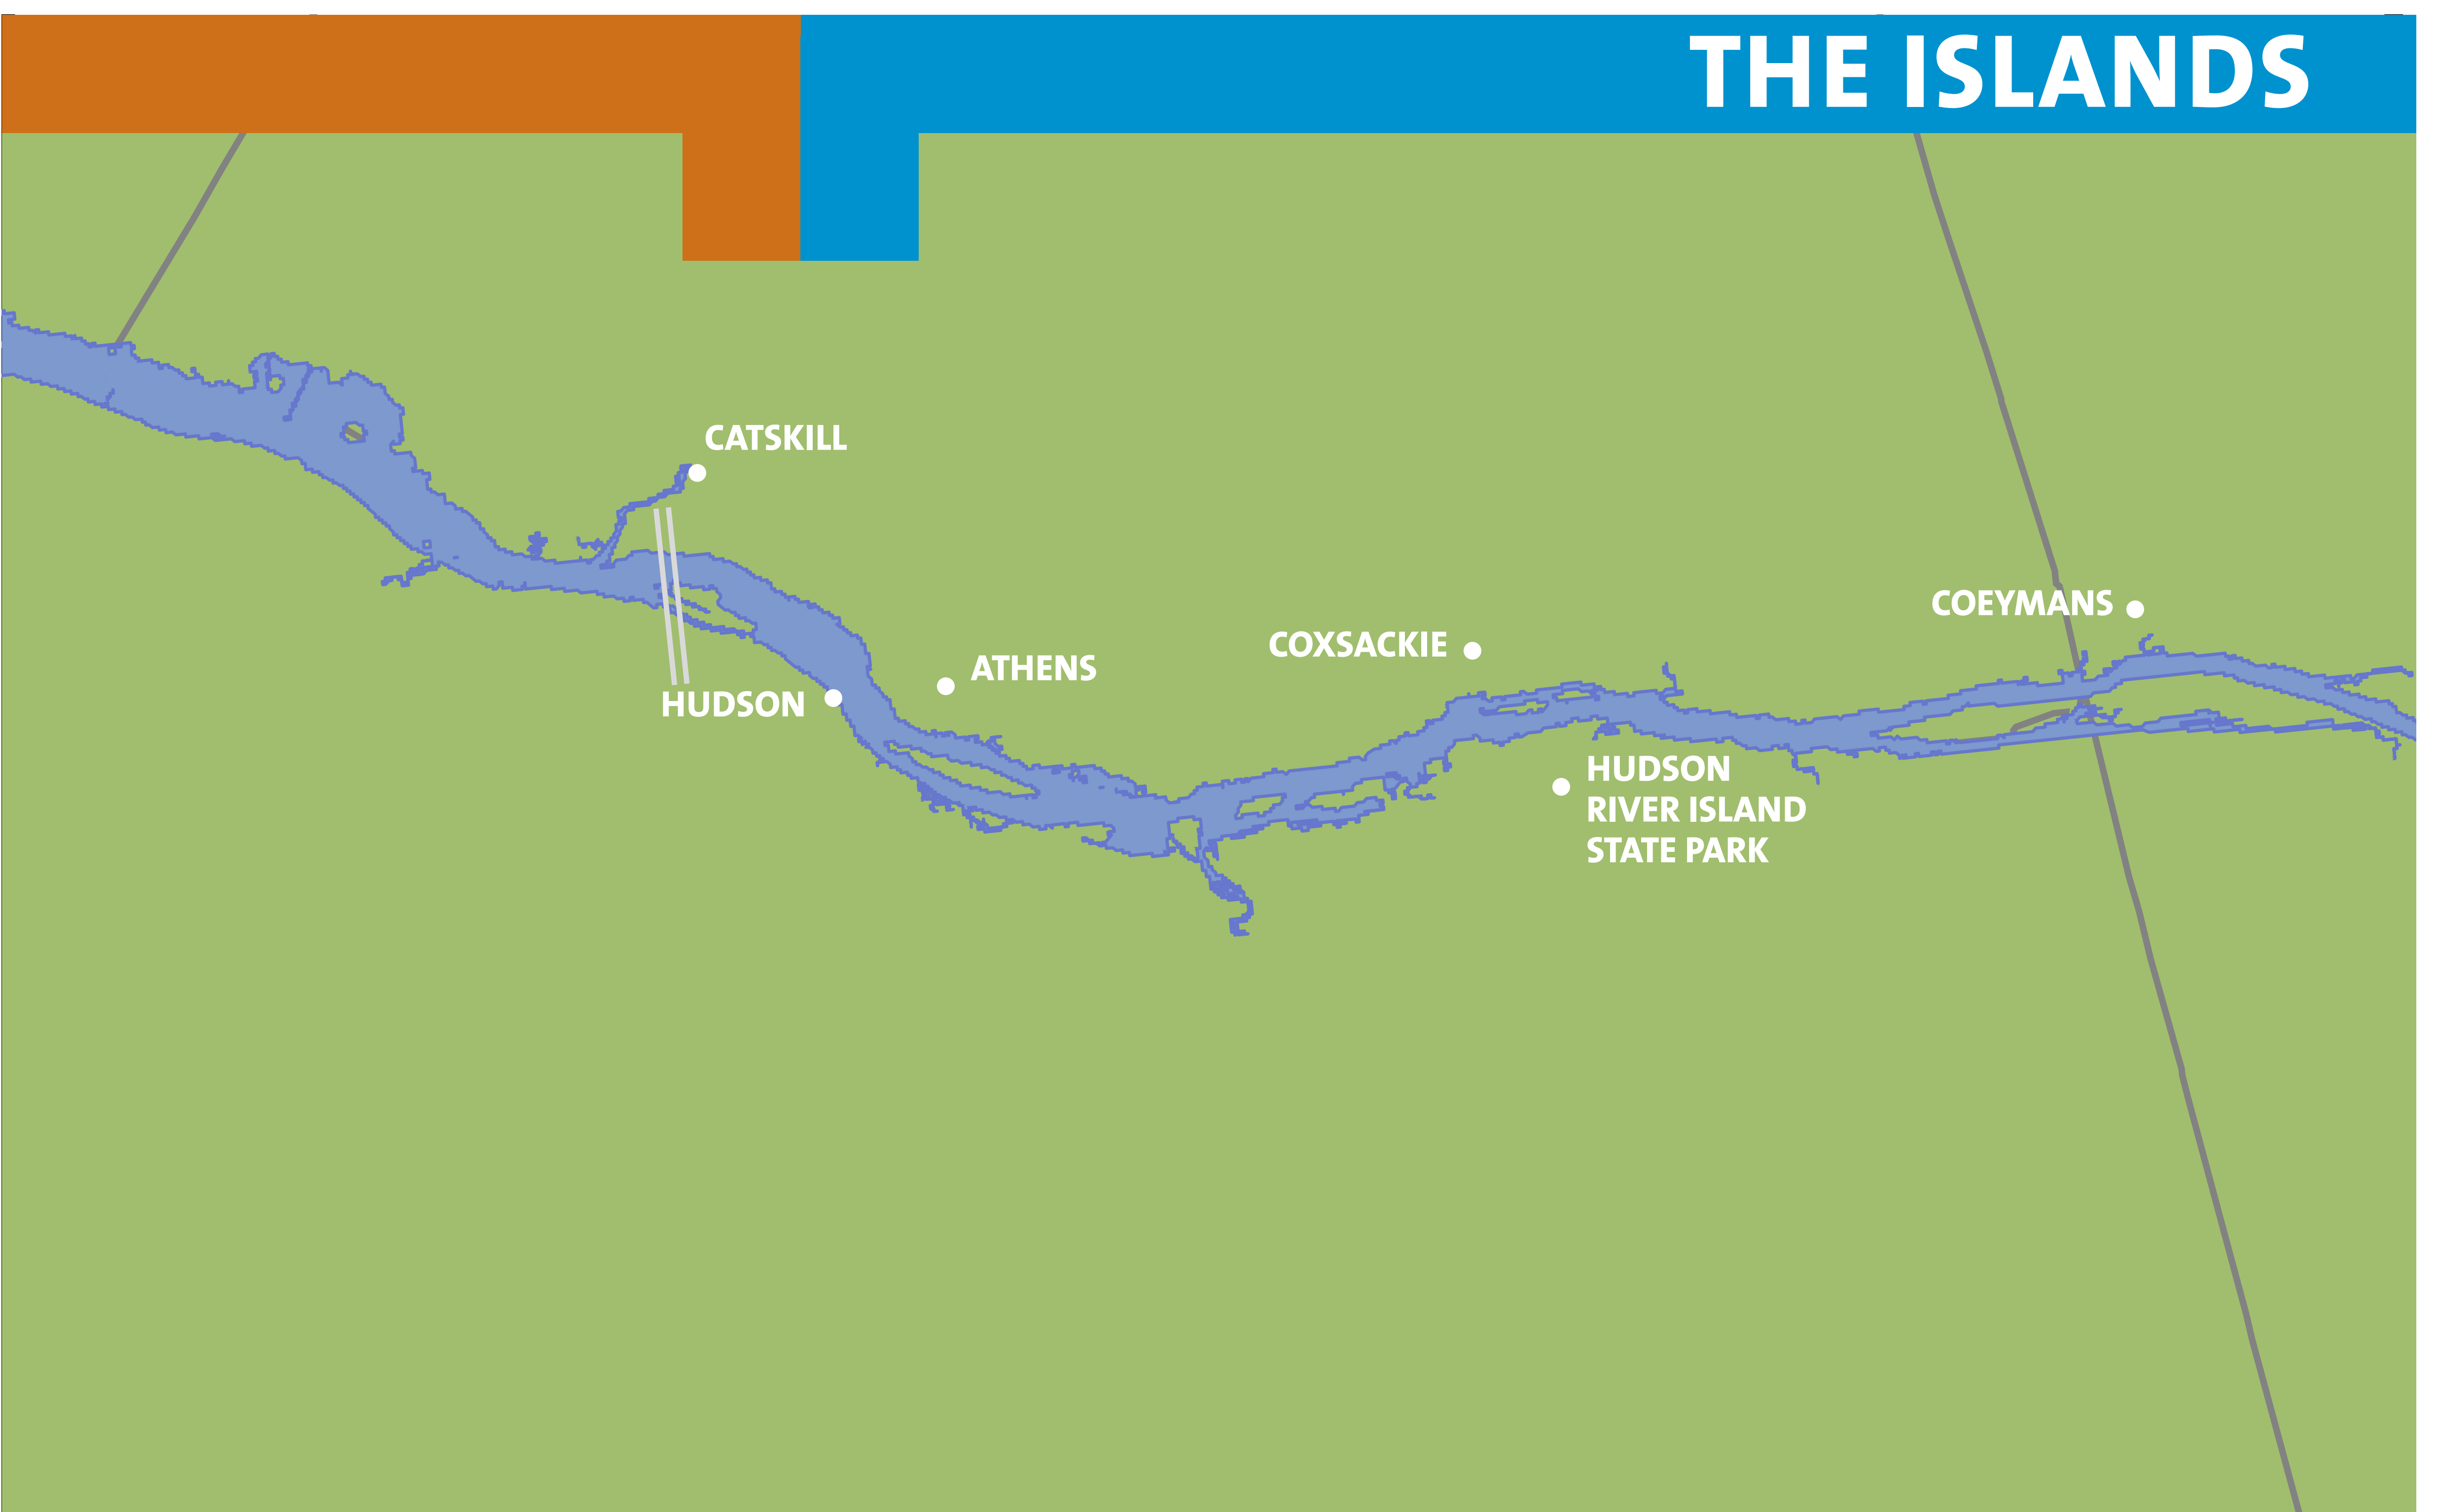 THE ISLANDS
CATSKILL
COEYMANS
COXSACKIE
ATHENS
HUDSON
HUDSON
RIVER ISLAND
STATE PARK